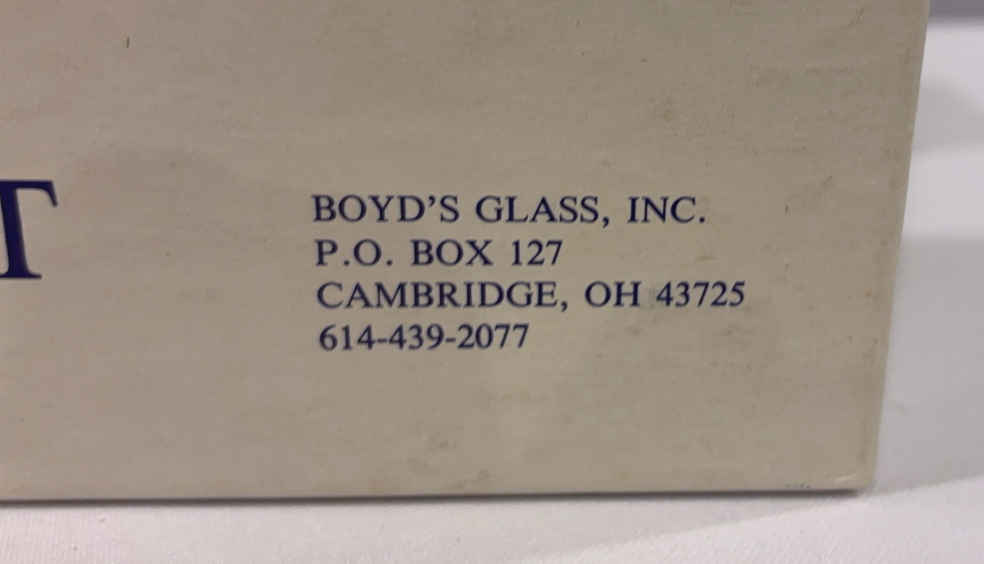 T
BOYD'S GLASS, INC.
P.O. BOX 127
CAMBRIDGE, OH 43725
614-439-2077